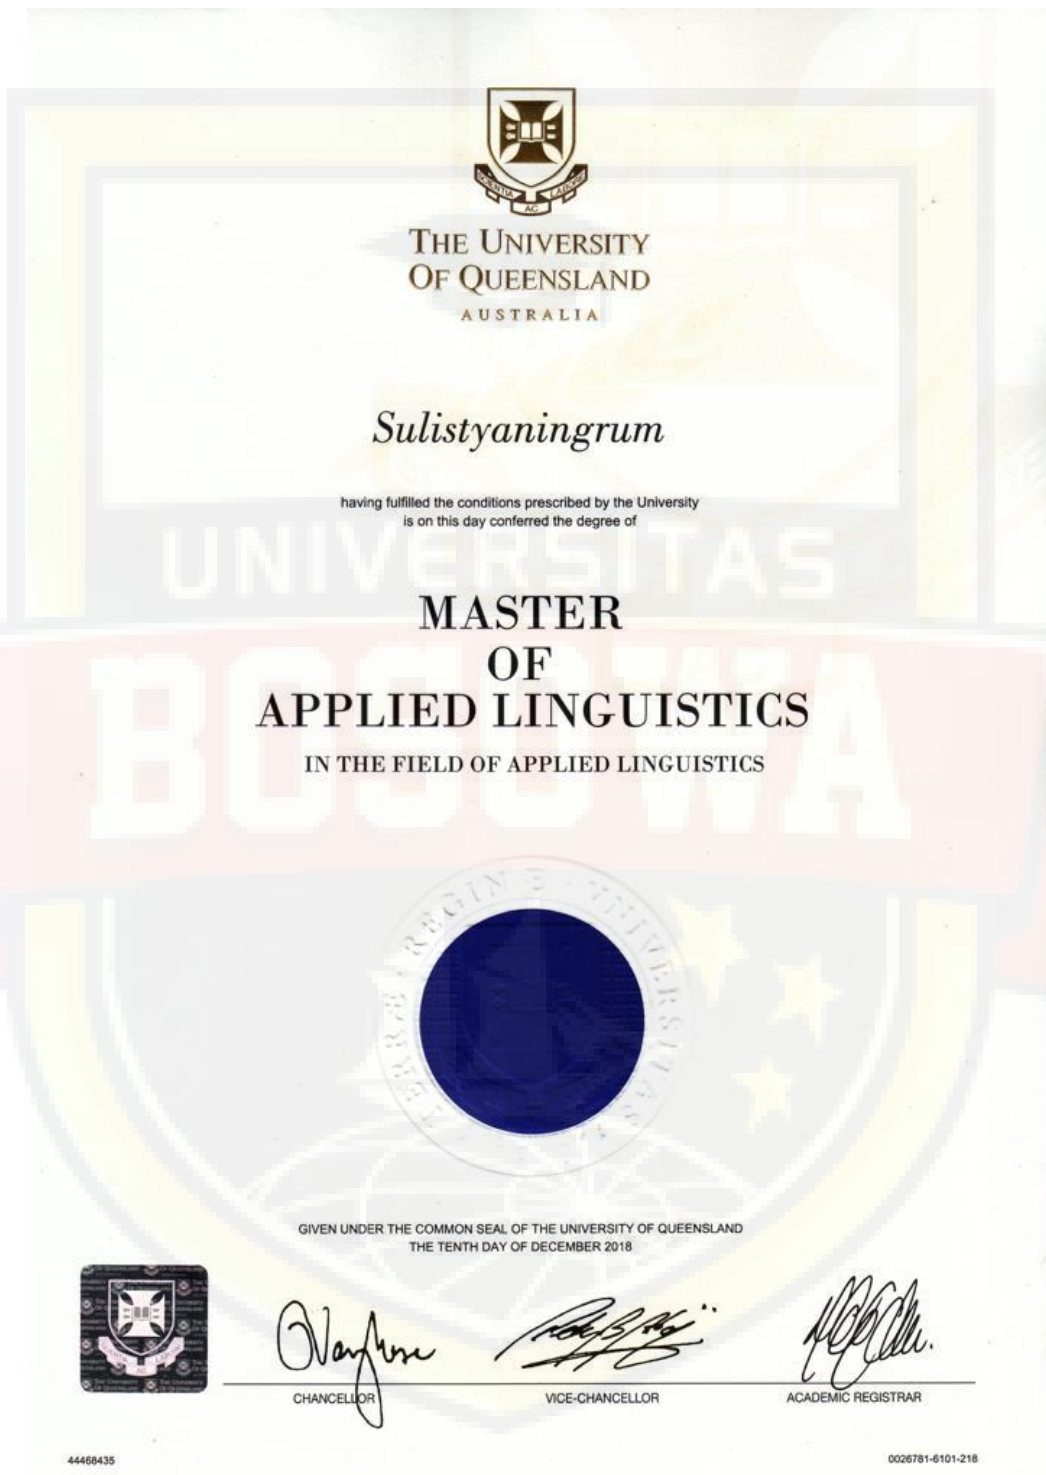 SCIENTIA
AC
LABORE
THE UNIVERSITY
OF QUEENSLAND
AUSTRALIA
Sulistyaningrum
having fulfilled the conditions prescribed by the University
is on this day conferred the degree of
UNIVERSITAS
MASTER
OF
BOSOWA
APPLIED LINGUISTICS
IN THE FIELD OF APPLIED LINGUISTICS
TERRÆ REGINÆ VNIVERSITAS
GIVEN UNDER THE COMMON SEAL OF THE UNIVERSITY OF QUEENSLAND
THE TENTH DAY OF DECEMBER 2018
CHANCELLOR
VICE-CHANCELLOR
ACADEMIC REGISTRAR
44468435
0026781-6101-218